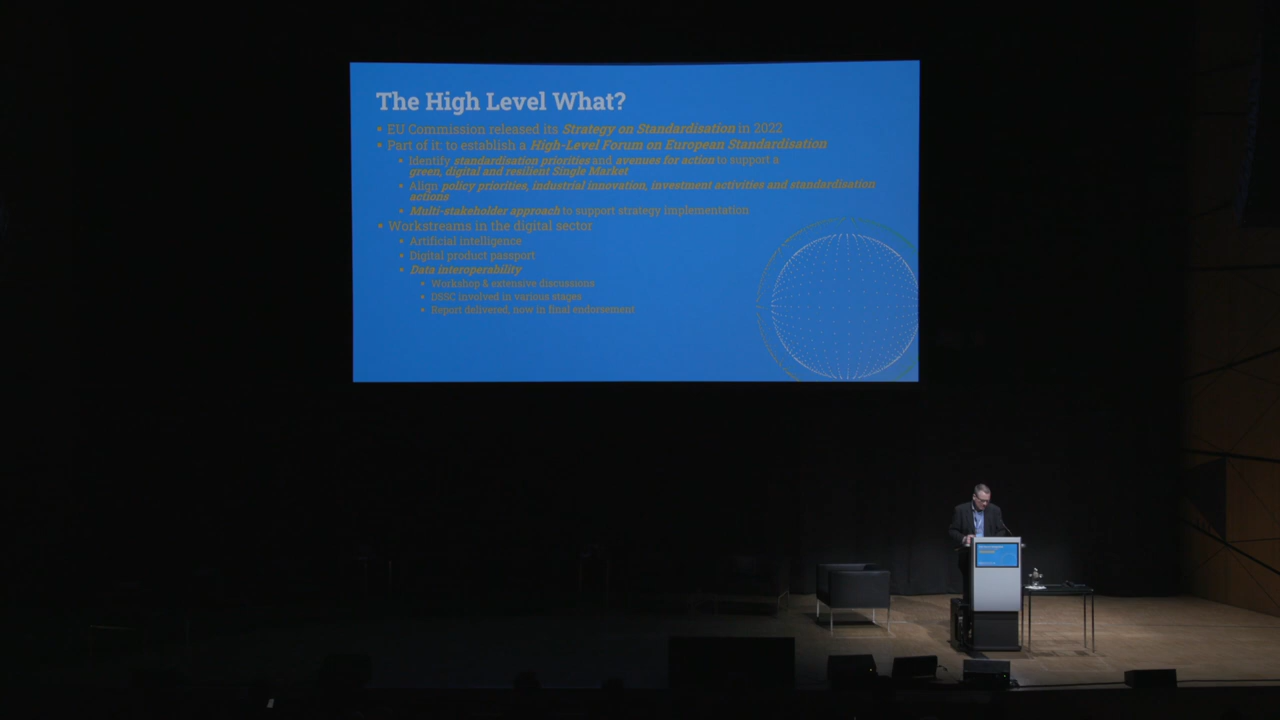 The High Level What?
▪ EU Commission released its Strategy on Standardisation in 2022
▪ Part of it: to establish a High-Level Forum on European Standardisation
▪ Identify standardisation priorities and avenues for action to support a
green, digital and resilient Single Market
▪ Align policy priorities, industrial innovation, investment activities and standardisation
actions
▪ Multi-stakeholder approach to support strategy implementation
▪ Workstreams in the digital sector
▪ Artificial intelligence
▪ Digital product passport
▪ Data interoperability
▪ Workshop & extensive discussions
▪ DSSC involved in various stages
▪ Report delivered, now in final endorsement